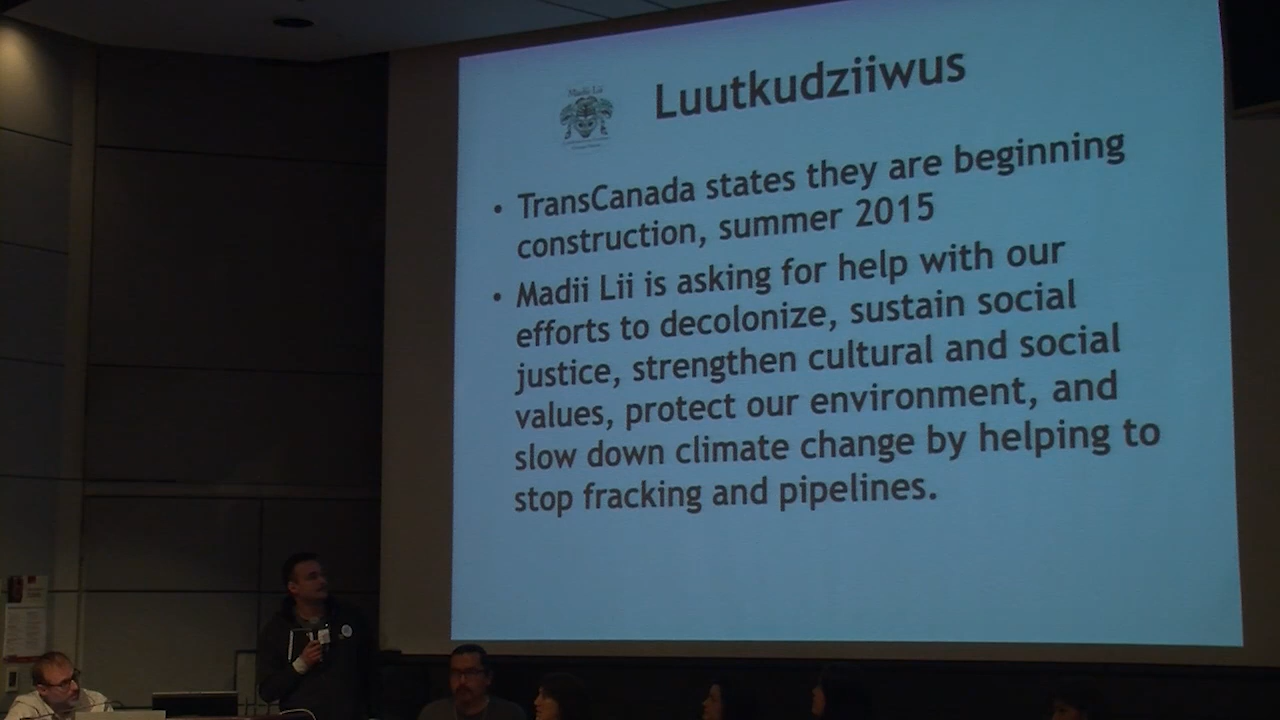 Madii Lii
Luutkudziiwus
• TransCanada states they are beginning
construction, summer 2015
• Madii Lii is asking for help with our
efforts to decolonize, sustain social
justice, strengthen cultural and social
values, protect our environment, and
slow down climate change by helping to
stop fracking and pipelines.